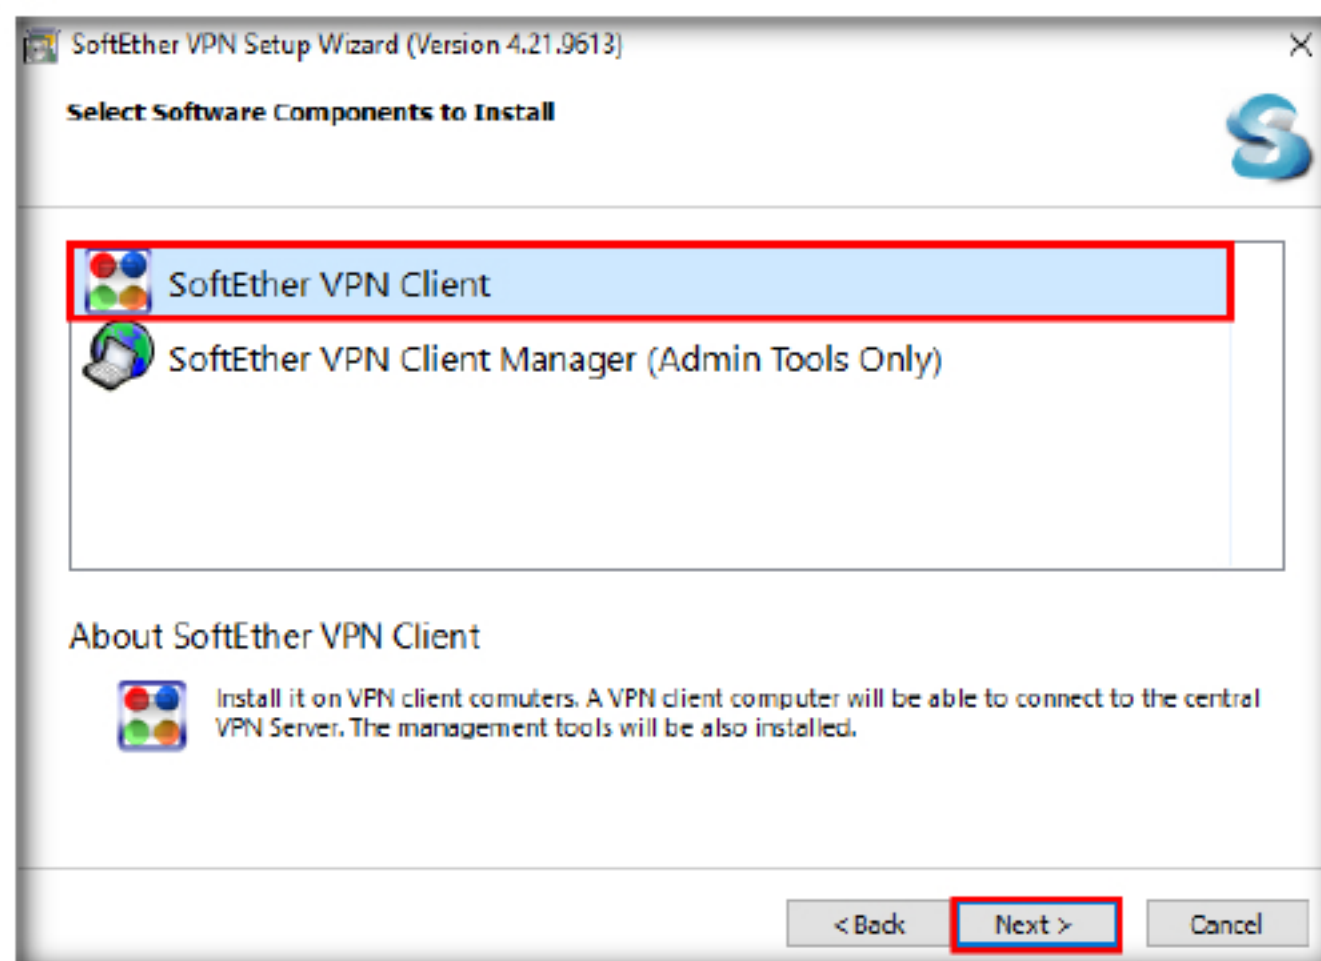 SoftEther VPN Setup Wizard (Version 4.21.9613)
Select Software Components to Install
SoftEther VPN Client
SoftEther VPN Client Manager (Admin Tools Only)
About SoftEther VPN Client
Install it on VPN client comuters. A VPN client computer will be able to connect to the central
VPN Server. The management tools will be also installed.
< Back Next > Cancel